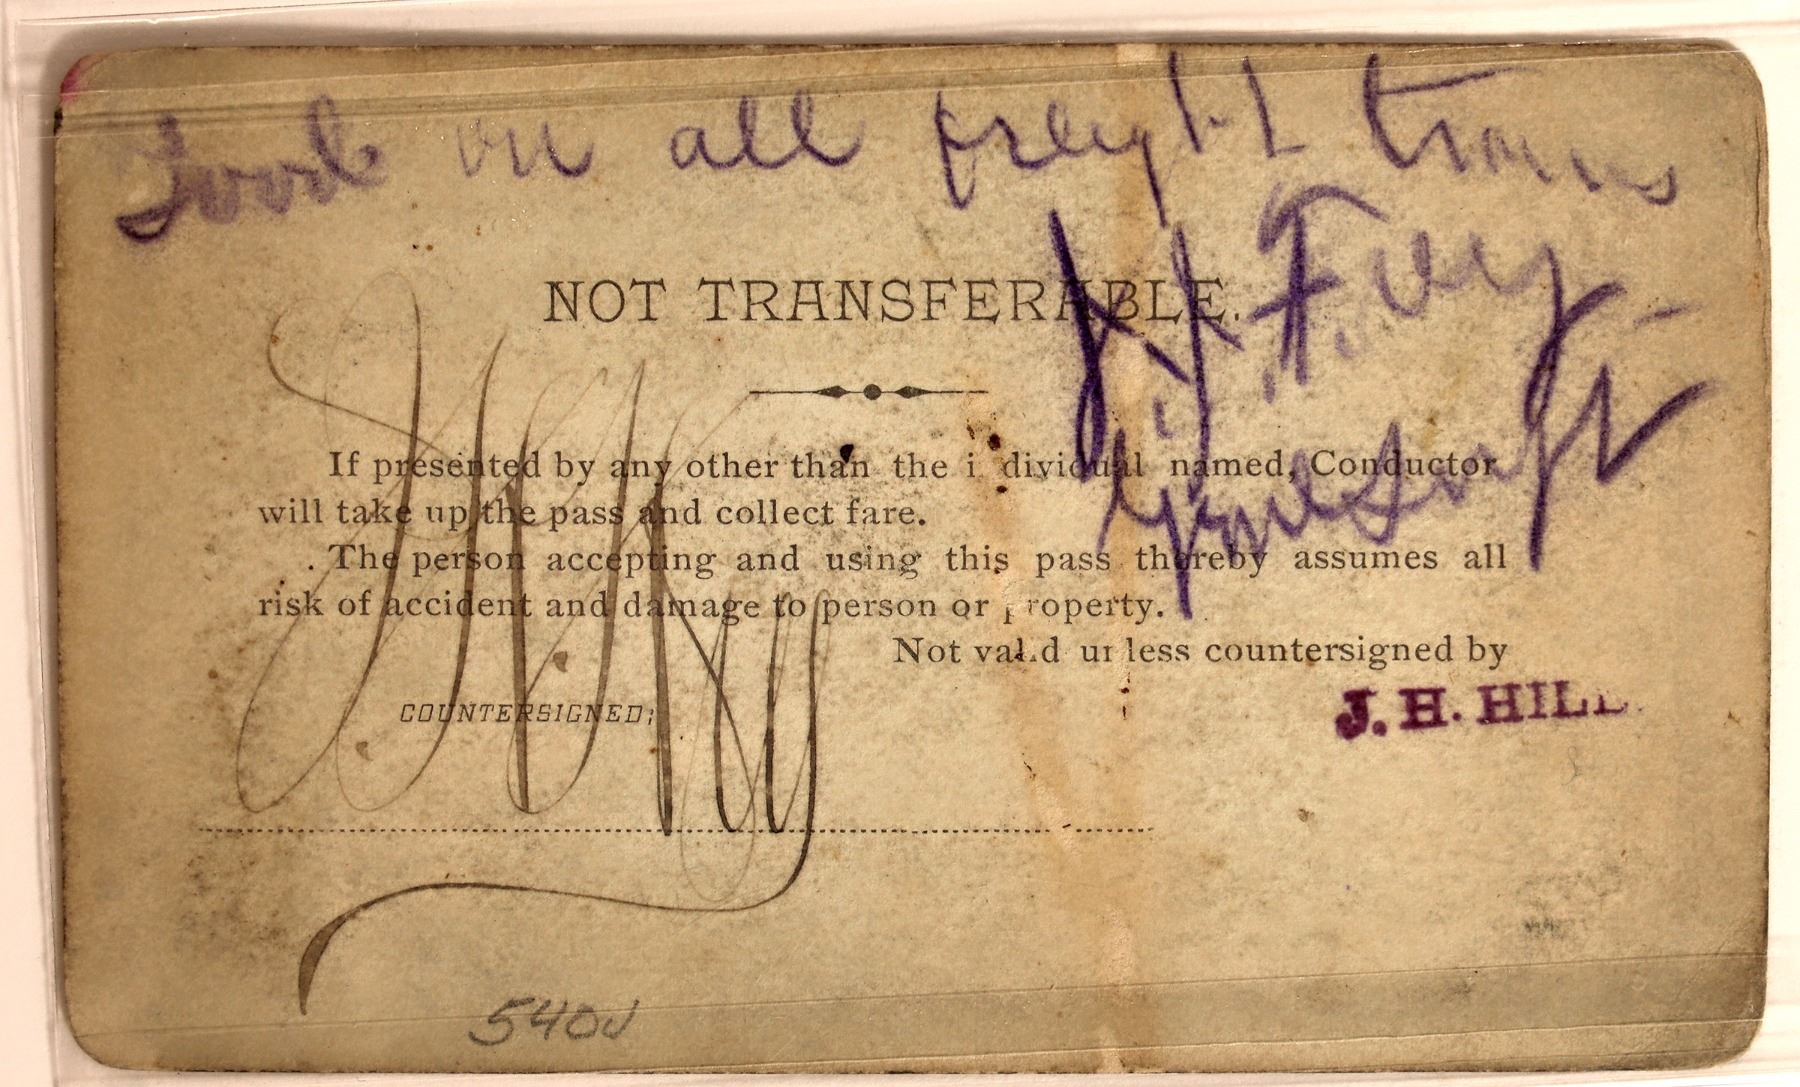 Good on all freight trains
NOT TRANSFERABLE.
If presented by any other than the i dividual named, Conductor
will take up the pass and collect fare.
The person accepting and using this pass thereby assumes all
risk of accident and damage to person or property.
Not valid unless countersigned by
J. H. HILL.
COUNTERSIGNED;
540J